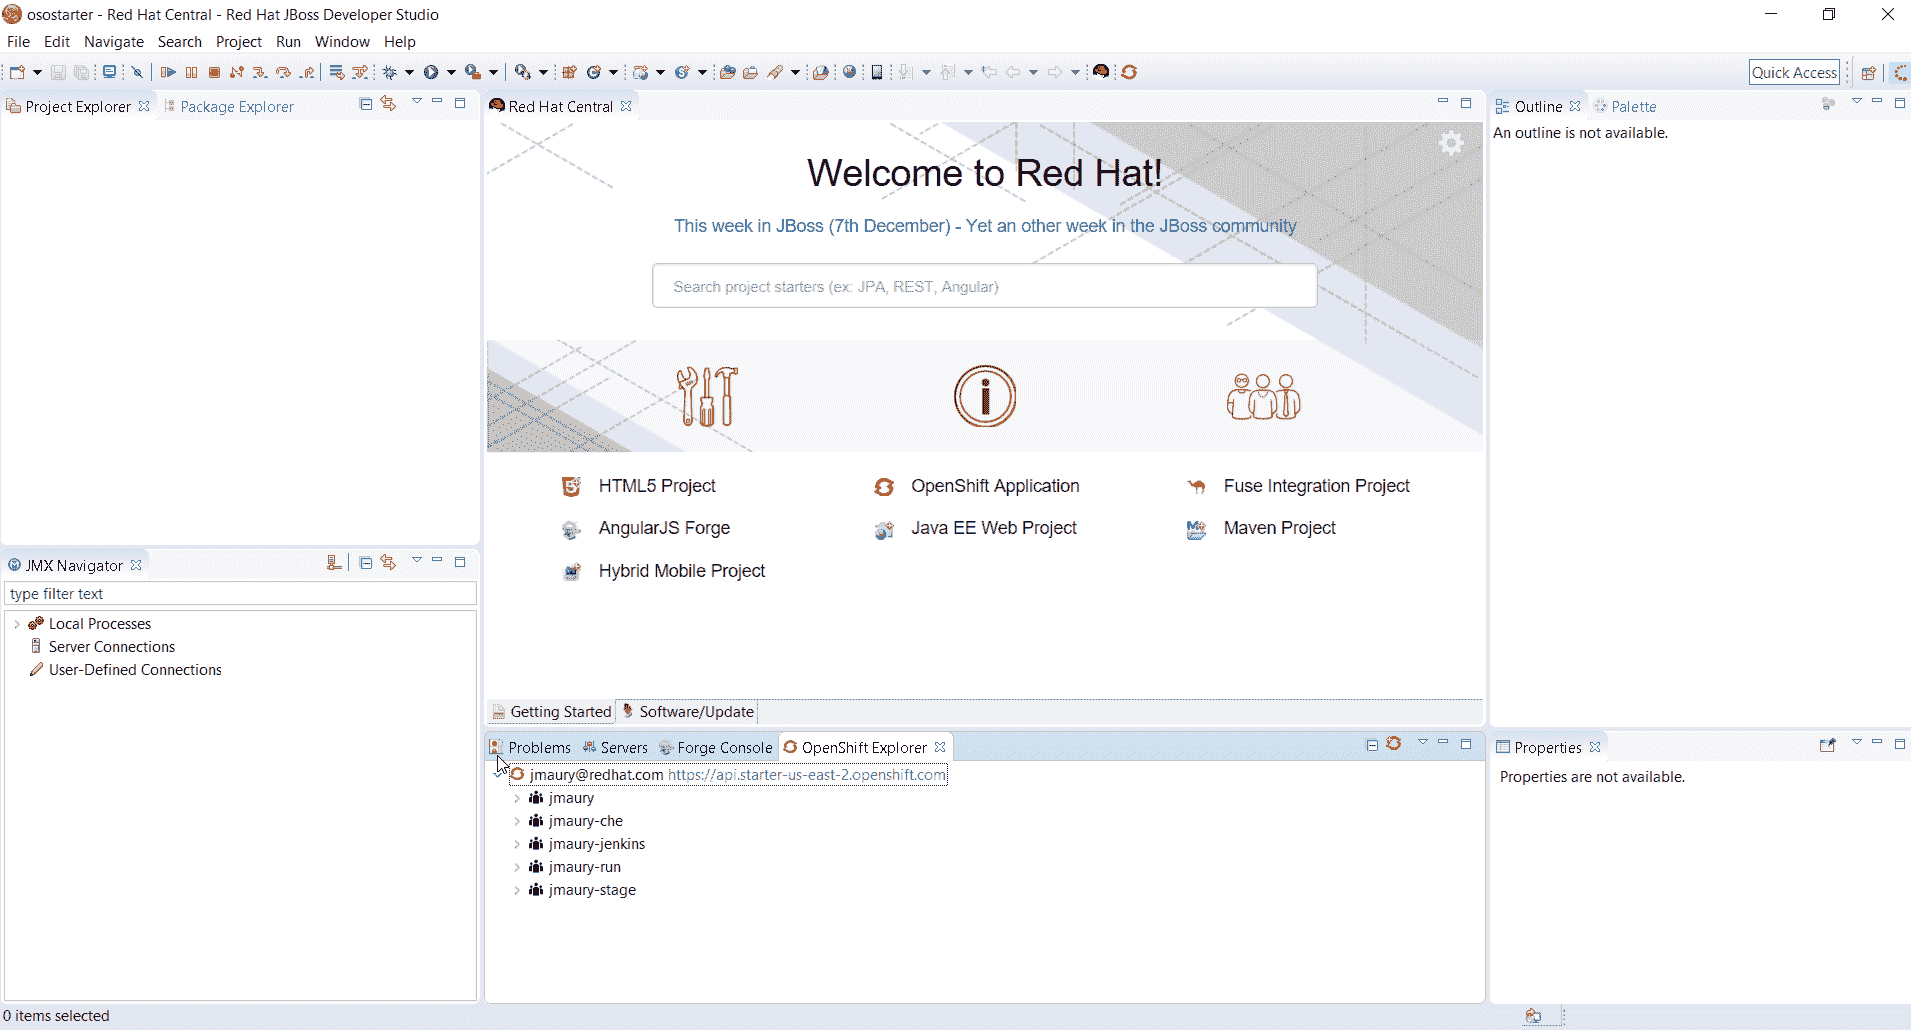 osostarter - Red Hat Central - Red Hat JBoss Developer Studio
File Edit Navigate Search Project Run Window Help
Quick Access
Project Explorer Package Explorer
Red Hat Central
Outline Palette
An outline is not available.
Welcome to Red Hat!
This week in JBoss (7th December) - Yet an other week in the JBoss community
Search project starters (ex: JPA, REST, Angular)
HTML5 Project OpenShift Application Fuse Integration Project
AngularJS Forge Java EE Web Project Maven Project
Hybrid Mobile Project
JMX Navigator
type filter text
Local Processes
Server Connections
User-Defined Connections
Getting Started Software/Update
Problems Servers Forge Console OpenShift Explorer
jmaury@redhat.com https://api.starter-us-east-2.openshift.com
jmaury
jmaury-che
jmaury-jenkins
jmaury-run
jmaury-stage
Properties
Properties are not available.
0 items selected